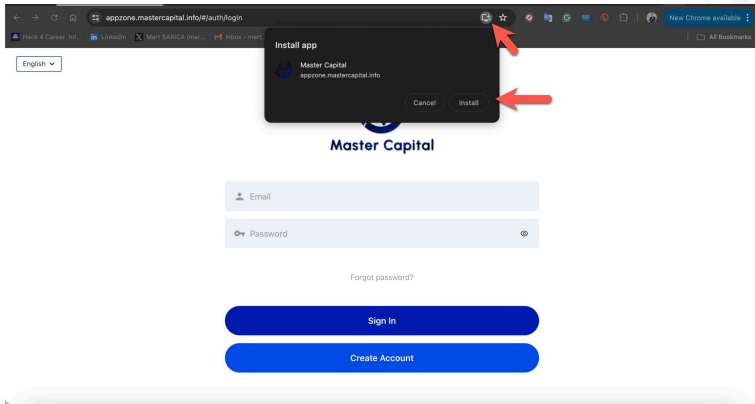 appzone.mastercapital.info/#/auth/login
New Chrome available
Hack 4 Career. Inf...
LinkedIn
Mert SARICA (mer...
Inbox - mert.
All Bookmarks
English
Install app
Master Capital
appzone.mastercapital.info
Cancel
Install
Master Capital
Email
Password
Forgot password?
Sign In
Create Account